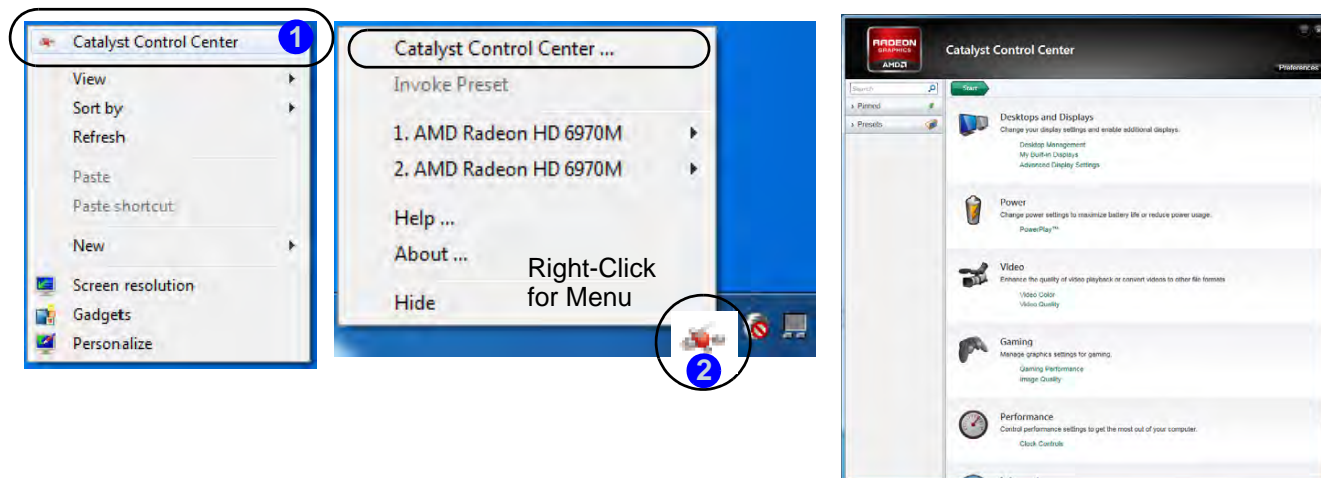 Catalyst Control Center
1
View
Sort by
Refresh
Paste
Paste shortcut
New
Screen resolution
Gadgets
Personalize
Catalyst Control Center ...
Invoke Preset
1. AMD Radeon HD 6970M
2. AMD Radeon HD 6970M
Help ...
About ...
Hide
Right-Click
for Menu
2
RADEON
GRAPHICS
AMD
Catalyst Control Center
Preferences
Search
Start
Pinned
Presets
Desktops and Displays
Change your display settings and enable additional displays.
Desktop Management
My Built-in Displays
Advanced Display Settings
Power
Change power settings to maximize battery life or reduce power usage.
PowerPlay™
Video
Enhance the quality of video playback or convert videos to other file formats
Video Color
Video Quality
Gaming
Manage graphics settings for gaming.
Gaming Performance
Image Quality
Performance
Control performance settings to get the most out of your computer.
Clock Controls